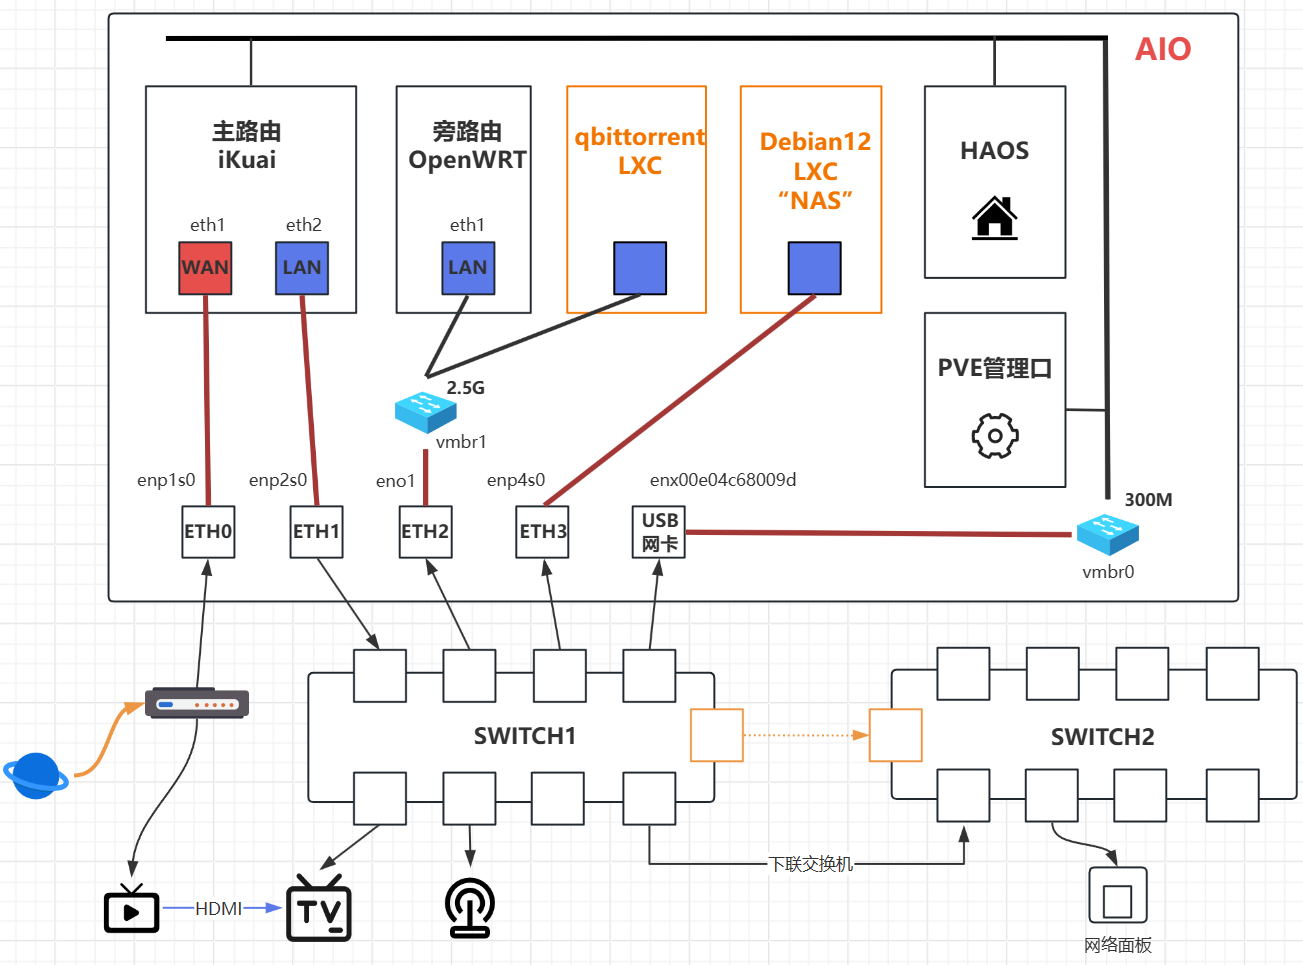 AIO
主路由
iKuai
旁路由
OpenWRT
qbittorrent
LXC
Debian12
LXC
“NAS”
HAOS
eth1
eth2
eth1
WAN
LAN
LAN
PVE管理口
2.5G
vmbr1
enp1s0
enp2s0
eno1
enp4s0
enx00e04c68009d
300M
ETH0
ETH1
ETH2
ETH3
USB
网卡
vmbr0
SWITCH1
SWITCH2
下联交换机
HDMI
TV
网络面板